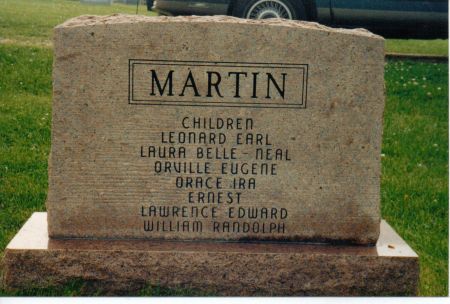 MARTIN
CHILDREN
LEONARD EARL
LAURA BELLE - NEAL
ORVILLE EUGENE
ORACE IRA
ERNEST
LAWRENCE EDWARD
WILLIAM RANDOLPH